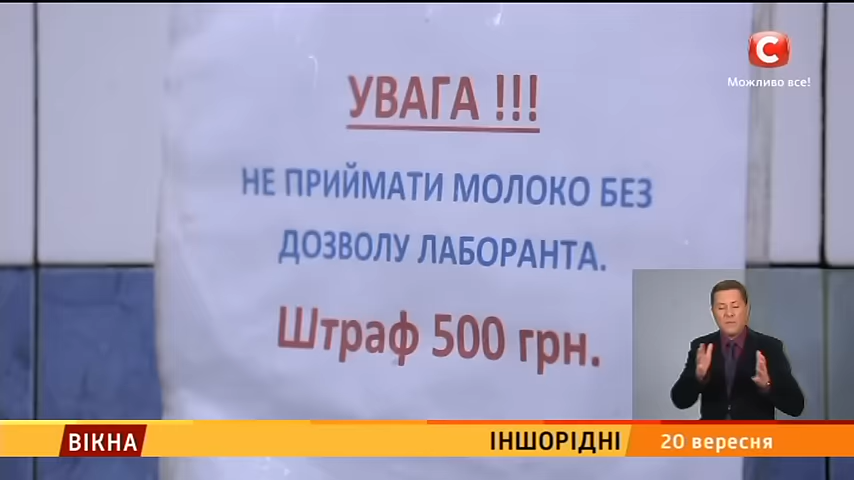 С
Можливо все!
УВАГА !!!
НЕ ПРИЙМАТИ МОЛОКО БЕЗ
ДОЗВОЛУ ЛАБОРАНТА.
Штраф 500 грн.
ВІКНА
ІНШОРІДНІ
20 вересня